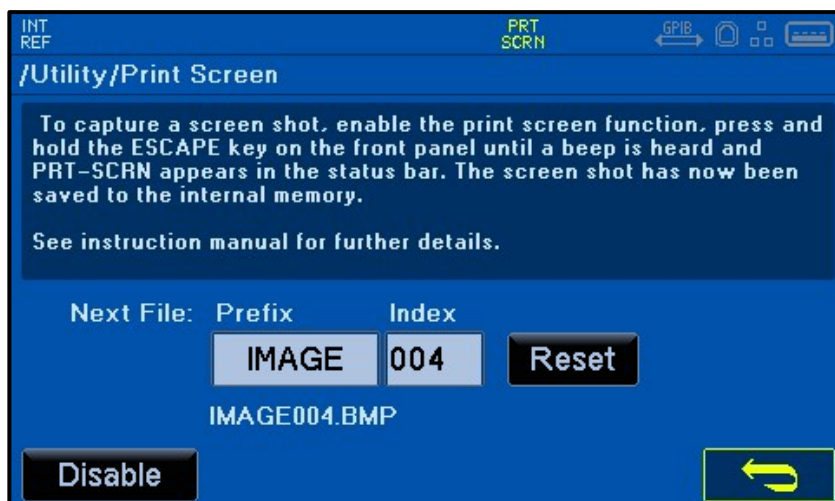 INT PRT GPIB
REF SCRN
/Utility/Print Screen
To capture a screen shot, enable the print screen function, press and
hold the ESCAPE key on the front panel until a beep is heard and
PRT-SCRN appears in the status bar. The screen shot has now been
saved to the internal memory.
See instruction manual for further details.
Next File: Prefix Index
IMAGE 004 Reset
IMAGE004.BMP
Disable